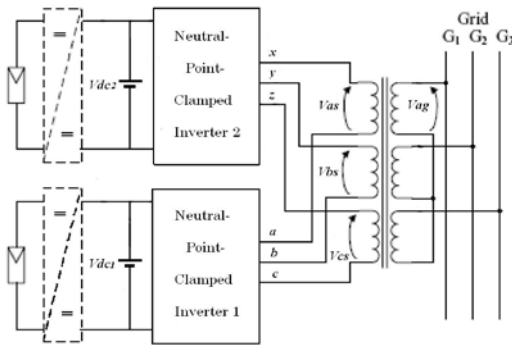 Grid
G1 G2 G3
Neutral-
Point-
Clamped
Inverter 2
Vdc2
x
y
z
Vas
Vag
Vbs
Vcs
Neutral-
Point-
Clamped
Inverter 1
Vdc1
a
b
c